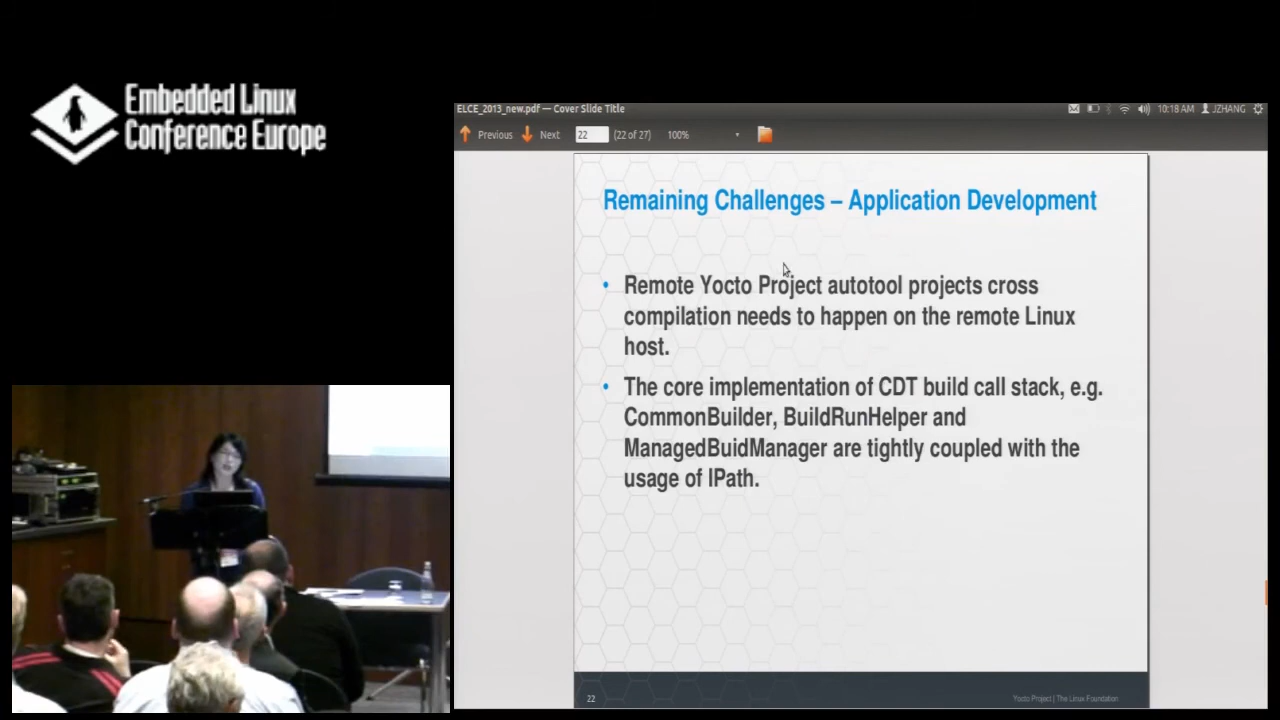 Embedded Linux
Conference Europe
ELCE_2013_new.pdf — Cover Slide Title
10:18 AM JZHANG
Previous Next 22 (22 of 27) 100%
Remaining Challenges – Application Development
• Remote Yocto Project autotool projects cross
compilation needs to happen on the remote Linux
host.
• The core implementation of CDT build call stack, e.g.
CommonBuilder, BuildRunHelper and
ManagedBuidManager are tightly coupled with the
usage of IPath.
22
Yocto Project | The Linux Foundation